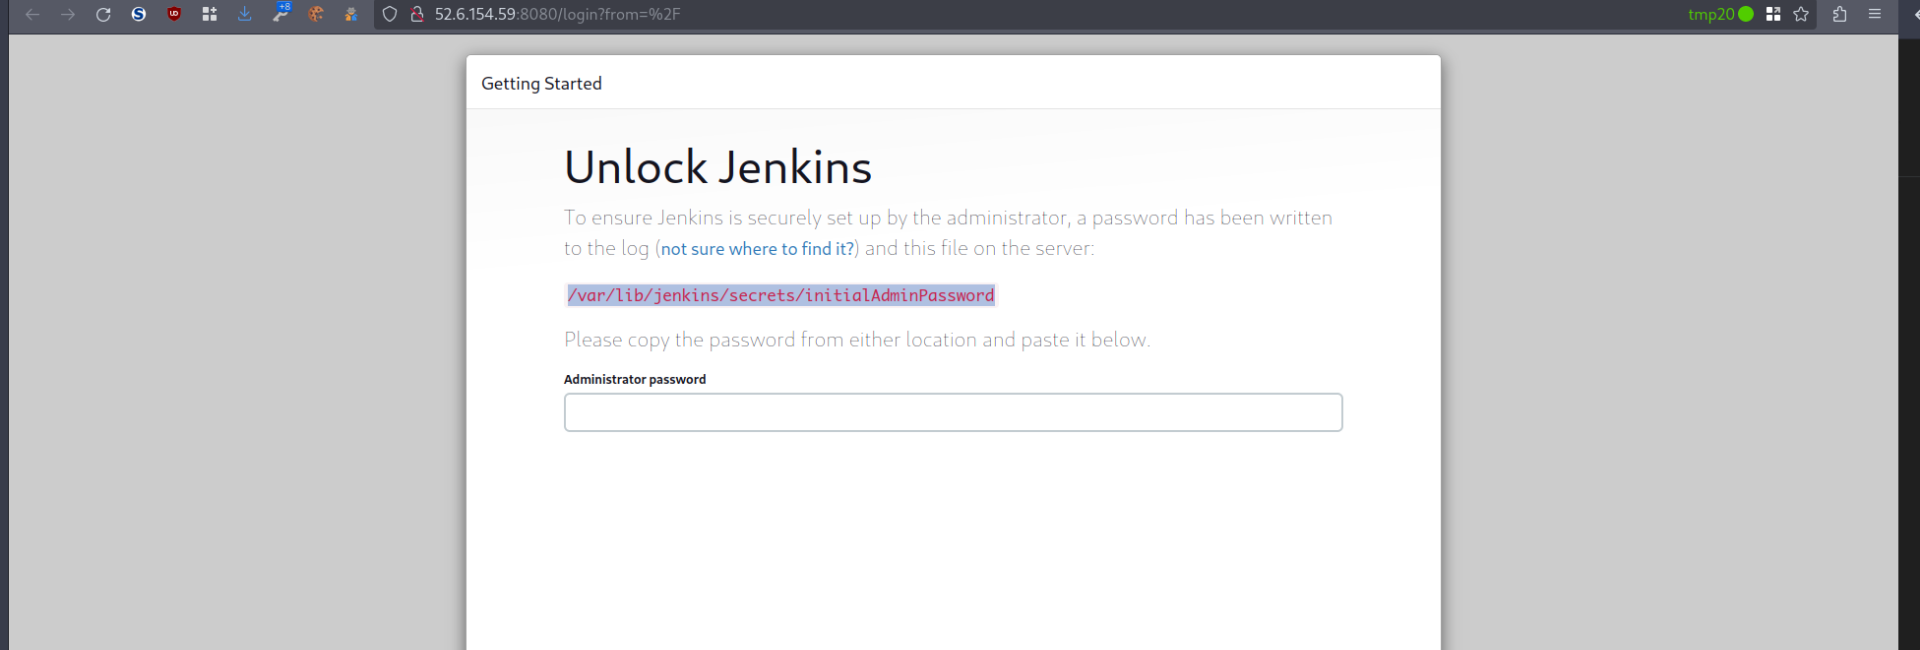 +8
52.6.154.59:8080/login?from=%2F
tmp20
Getting Started
Unlock Jenkins
To ensure Jenkins is securely set up by the administrator, a password has been written
to the log (not sure where to find it?) and this file on the server:
/var/lib/jenkins/secrets/initialAdminPassword
Please copy the password from either location and paste it below.
Administrator password